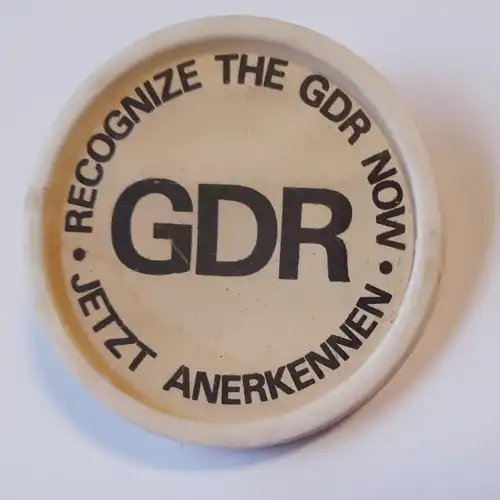 • RECOGNIZE THE GDR NOW •
GDR
JETZT ANERKENNEN